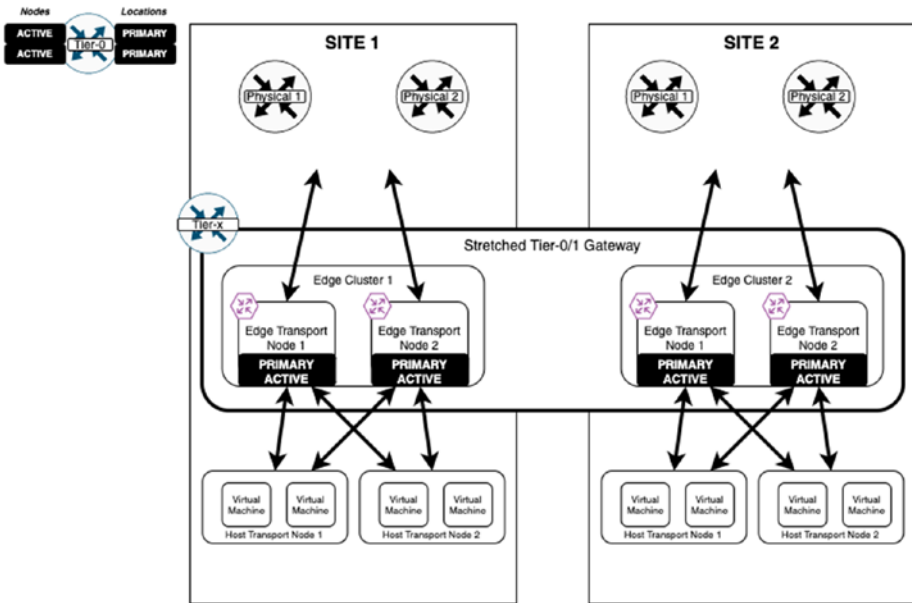 Nodes
Locations
ACTIVE
Tier-0
PRIMARY
ACTIVE
PRIMARY
SITE 1
SITE 2
Physical 1
Physical 2
Physical 1
Physical 2
Tier-x
Stretched Tier-0/1 Gateway
Edge Cluster 1
Edge Cluster 2
Edge Transport
Node 1
Edge Transport
Node 2
Edge Transport
Node 1
Edge Transport
Node 2
PRIMARY
ACTIVE
PRIMARY
ACTIVE
PRIMARY
ACTIVE
PRIMARY
ACTIVE
Virtual
Machine
Virtual
Machine
Virtual
Machine
Virtual
Machine
Virtual
Machine
Virtual
Machine
Virtual
Machine
Virtual
Machine
Host Transport Node 1
Host Transport Node 2
Host Transport Node 1
Host Transport Node 2